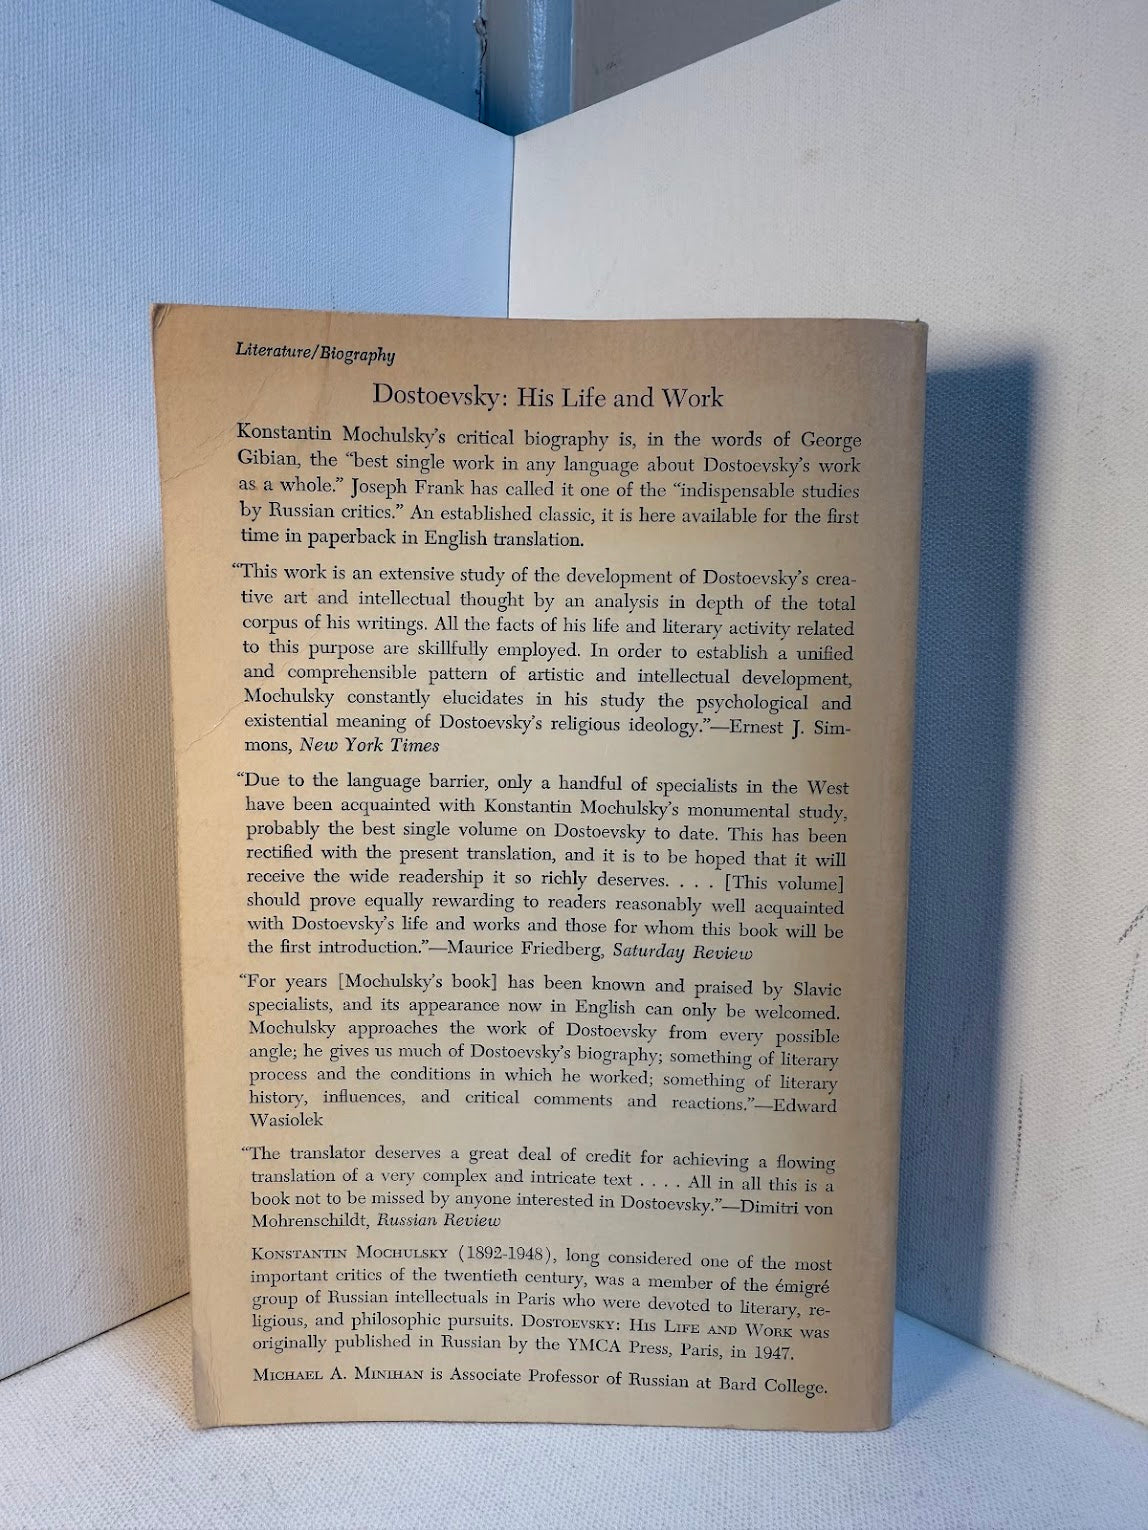 Literature/Biography
Dostoevsky: His Life and Work
Konstantin Mochulsky's critical biography is, in the words of George
Gibian, the "best single work in any language about Dostoevsky's work
as a whole." Joseph Frank has called it one of the "indispensable studies
by Russian critics." An established classic, it is here available for the first
time in paperback in English translation.
"This work is an extensive study of the development of Dostoevsky's crea-
tive art and intellectual thought by an analysis in depth of the total
corpus of his writings. All the facts of his life and literary activity related
to this purpose are skillfully employed. In order to establish a unified
and comprehensible pattern of artistic and intellectual development,
Mochulsky constantly elucidates in his study the psychological and
existential meaning of Dostoevsky's religious ideology."—Ernest J. Sim-
mons, New York Times
"Due to the language barrier, only a handful of specialists in the West
have been acquainted with Konstantin Mochulsky's monumental study,
probably the best single volume on Dostoevsky to date. This has been
rectified with the present translation, and it is to be hoped that it will
receive the wide readership it so richly deserves. . . . [This volume]
should prove equally rewarding to readers reasonably well acquainted
with Dostoevsky's life and works and those for whom this book will be
the first introduction."—Maurice Friedberg, Saturday Review
"For years [Mochulsky's book] has been known and praised by Slavic
specialists, and its appearance now in English can only be welcomed.
Mochulsky approaches the work of Dostoevsky from every possible
angle; he gives us much of Dostoevsky's biography; something of literary
process and the conditions in which he worked; something of literary
history, influences, and critical comments and reactions."—Edward
Wasiolek
"The translator deserves a great deal of credit for achieving a flowing
translation of a very complex and intricate text . . . . All in all this is a
book not to be missed by anyone interested in Dostoevsky."—Dimitri von
Mohrenschildt, Russian Review
KONSTANTIN MOCHULSKY (1892-1948), long considered one of the most
important critics of the twentieth century, was a member of the émigré
group of Russian intellectuals in Paris who were devoted to literary, re-
ligious, and philosophic pursuits. DOSTOEVSKY: HIS LIFE AND WORK was
originally published in Russian by the YMCA Press, Paris, in 1947.
MICHAEL A. MINIHAN is Associate Professor of Russian at Bard College.